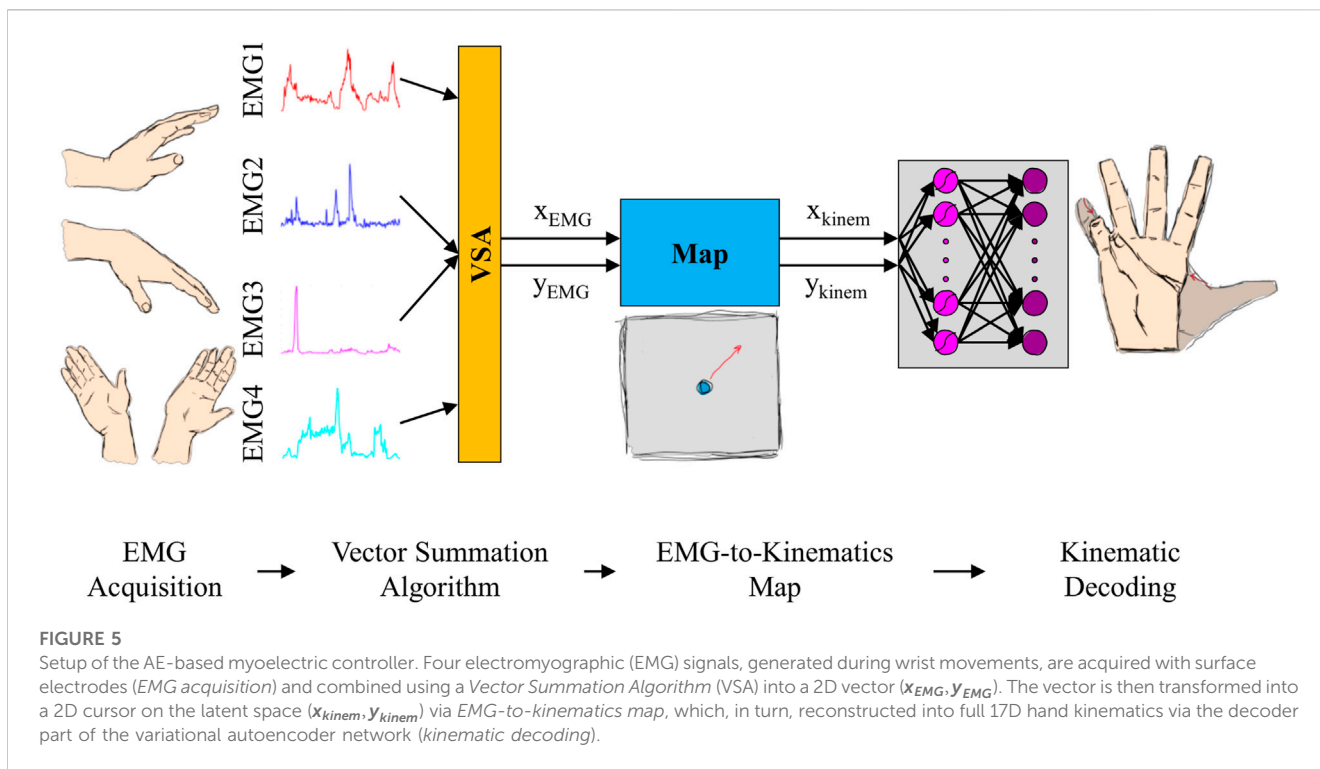 EMG1
EMG2
EMG3
EMG4
VSA
xEMG
yEMG
Map
xkinem
ykinem
EMG
Acquisition
Vector Summation
Algorithm
EMG-to-Kinematics
Map
Kinematic
Decoding
FIGURE 5
Setup of the AE-based myoelectric controller. Four electromyographic (EMG) signals, generated during wrist movements, are acquired with surface
electrodes (EMG acquisition) and combined using a Vector Summation Algorithm (VSA) into a 2D vector (xEMG, yEMG). The vector is then transformed into
a 2D cursor on the latent space (xkinem, ykinem) via EMG-to-kinematics map, which, in turn, reconstructed into full 17D hand kinematics via the decoder
part of the variational autoencoder network (kinematic decoding).